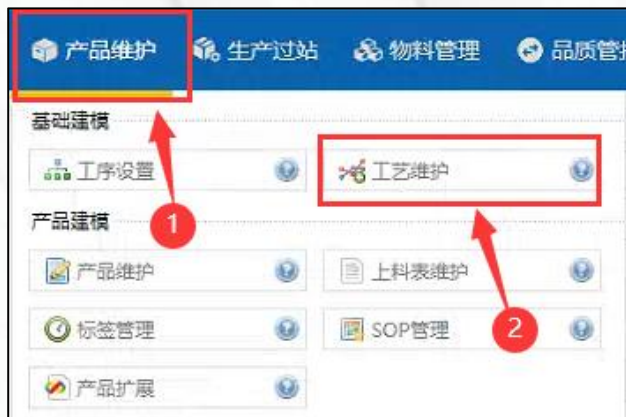 产品维护 生产过站 物料管理 品质管
基础建模
工序设置 工艺维护
产品建模 1
产品维护 上料表维护
标签管理 SOP管理 2
产品扩展